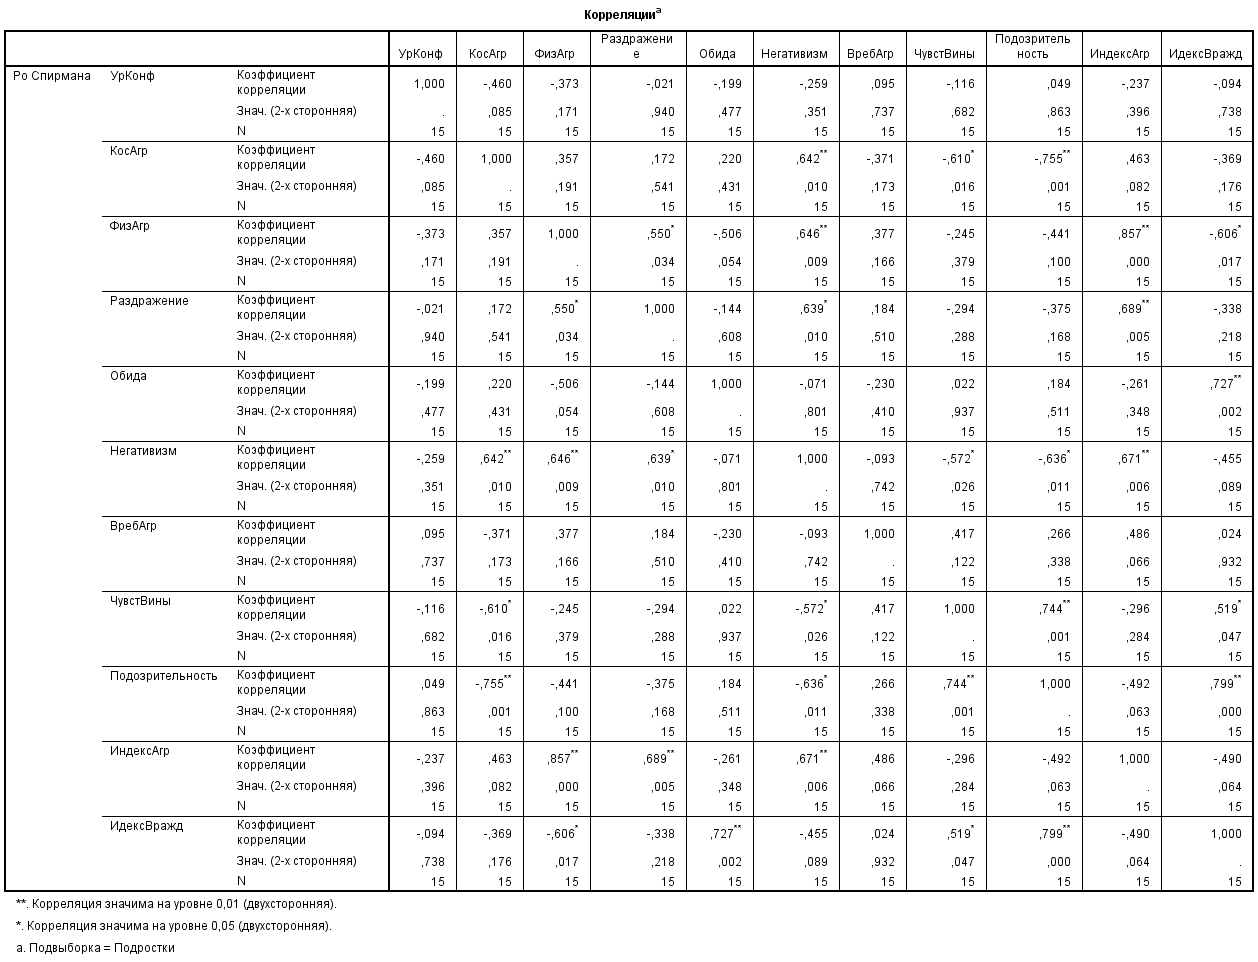 Корреляцииa
УрКонф КосАгр ФизАгр Раздражени
е Обида Негативизм ВребАгр ЧувстВины Подозритель
ность ИндексАгр ИдексВражд
Ро Спирмана УрКонф Коэффициент
корреляции 1,000 -,460 -,373 -,021 -,199 -,259 ,095 -,116 ,049 -,237 -,094
Знач. (2-х сторонняя) . ,085 ,171 ,940 ,477 ,351 ,737 ,682 ,863 ,396 ,738
N 15 15 15 15 15 15 15 15 15 15 15
КосАгр Коэффициент
корреляции -,460 1,000 ,357 ,172 ,220 ,642** -,371 -,610* -,755** ,463 -,369
Знач. (2-х сторонняя) ,085 . ,191 ,541 ,431 ,010 ,173 ,016 ,001 ,082 ,176
N 15 15 15 15 15 15 15 15 15 15 15
ФизАгр Коэффициент
корреляции -,373 ,357 1,000 ,550* -,506 ,646** ,377 -,245 -,441 ,857** -,606*
Знач. (2-х сторонняя) ,171 ,191 . ,034 ,054 ,009 ,166 ,379 ,100 ,000 ,017
N 15 15 15 15 15 15 15 15 15 15 15
Раздражение Коэффициент
корреляции -,021 ,172 ,550* 1,000 -,144 ,639* ,184 -,294 -,375 ,689** -,338
Знач. (2-х сторонняя) ,940 ,541 ,034 . ,608 ,010 ,510 ,288 ,168 ,005 ,218
N 15 15 15 15 15 15 15 15 15 15 15
Обида Коэффициент
корреляции -,199 ,220 -,506 -,144 1,000 -,071 -,230 ,022 ,184 -,261 ,727**
Знач. (2-х сторонняя) ,477 ,431 ,054 ,608 . ,801 ,410 ,937 ,511 ,348 ,002
N 15 15 15 15 15 15 15 15 15 15 15
Негативизм Коэффициент
корреляции -,259 ,642** ,646** ,639* -,071 1,000 -,093 -,572* -,636* ,671** -,455
Знач. (2-х сторонняя) ,351 ,010 ,009 ,010 ,801 . ,742 ,026 ,011 ,006 ,089
N 15 15 15 15 15 15 15 15 15 15 15
ВребАгр Коэффициент
корреляции ,095 -,371 ,377 ,184 -,230 -,093 1,000 ,417 ,266 ,486 ,024
Знач. (2-х сторонняя) ,737 ,173 ,166 ,510 ,410 ,742 . ,122 ,338 ,066 ,932
N 15 15 15 15 15 15 15 15 15 15 15
ЧувстВины Коэффициент
корреляции -,116 -,610* -,245 -,294 ,022 -,572* ,417 1,000 ,744** -,296 ,519*
Знач. (2-х сторонняя) ,682 ,016 ,379 ,288 ,937 ,026 ,122 . ,001 ,284 ,047
N 15 15 15 15 15 15 15 15 15 15 15
Подозрительность Коэффициент
корреляции ,049 -,755** -,441 -,375 ,184 -,636* ,266 ,744** 1,000 -,492 ,799**
Знач. (2-х сторонняя) ,863 ,001 ,100 ,168 ,511 ,011 ,338 ,001 . ,063 ,000
N 15 15 15 15 15 15 15 15 15 15 15
ИндексАгр Коэффициент
корреляции -,237 ,463 ,857** ,689** -,261 ,671** ,486 -,296 -,492 1,000 -,490
Знач. (2-х сторонняя) ,396 ,082 ,000 ,005 ,348 ,006 ,066 ,284 ,063 . ,064
N 15 15 15 15 15 15 15 15 15 15 15
ИдексВражд Коэффициент
корреляции -,094 -,369 -,606* -,338 ,727** -,455 ,024 ,519* ,799** -,490 1,000
Знач. (2-х сторонняя) ,738 ,176 ,017 ,218 ,002 ,089 ,932 ,047 ,000 ,064 .
N 15 15 15 15 15 15 15 15 15 15 15
**. Корреляция значима на уровне 0,01 (двухсторонняя).
*. Корреляция значима на уровне 0,05 (двухсторонняя).
a. Подвыборка = Подростки